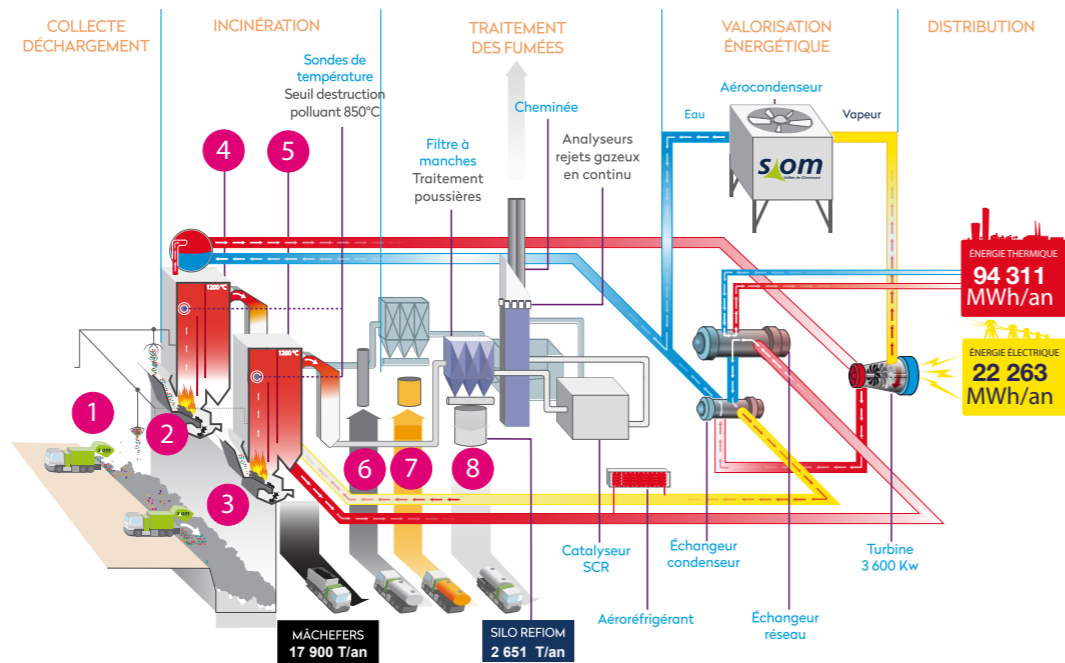 COLLECTE
DÉCHARGEMENT
INCINÉRATION
TRAITEMENT
DES FUMÉES
VALORISATION
ÉNERGÉTIQUE
DISTRIBUTION
Sondes de
température
Seuil destruction
polluant 850°C
Cheminée
Filtre à
manches
Traitement
poussières
Analyseurs
rejets gazeux
en continu
Aérocondenseur
Eau
Vapeur
siom
4
5
1200°C
1200°C
ÉNERGIE THERMIQUE
94 311
MWh/an
ÉNERGIE ÉLECTRIQUE
22 263
MWh/an
1
2
3
siom
siom
6
7
8
Catalyseur
SCR
Échangeur
condenseur
Turbine
3 600 Kw
Aéroréfrigérant
Échangeur
réseau
MÂCHEFERS
17 900 T/an
SILO REFIOM
2 651 T/an